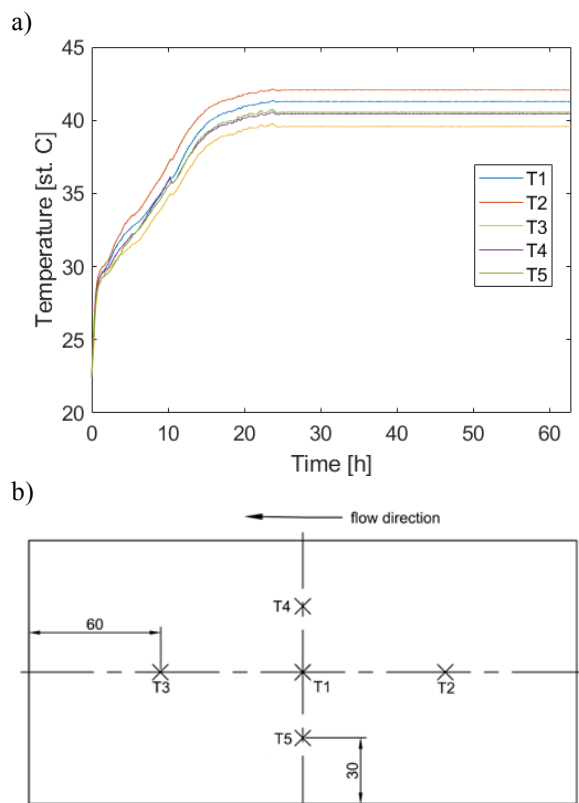 a)
45
40
35
30
25
20
Temperature [st. C]
T1
T2
T3
T4
T5
0 10 20 30 40 50 60
Time [h]
b)
flow direction
T4
60
T3 T1 T2
T5
30